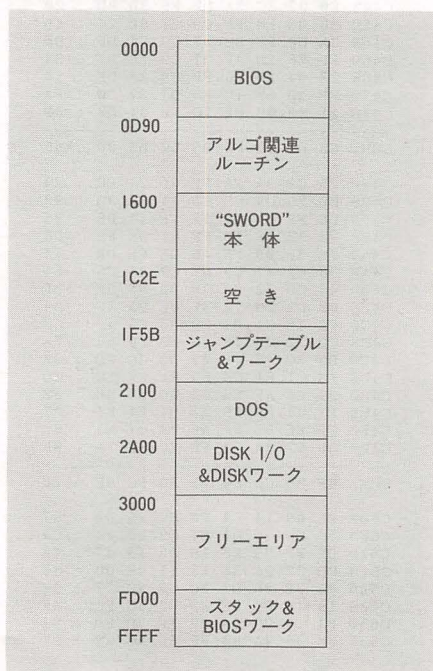 0000
BIOS
0D90
アルゴ関連
ルーチン
1600
“SWORD”
本 体
1C2E
空 き
1F5B
ジャンプテーブル
&ワーク
2100
DOS
2A00
DISK I/O
&DISKワーク
3000
フリーエリア
FD00
スタック&
BIOSワーク
FFFF